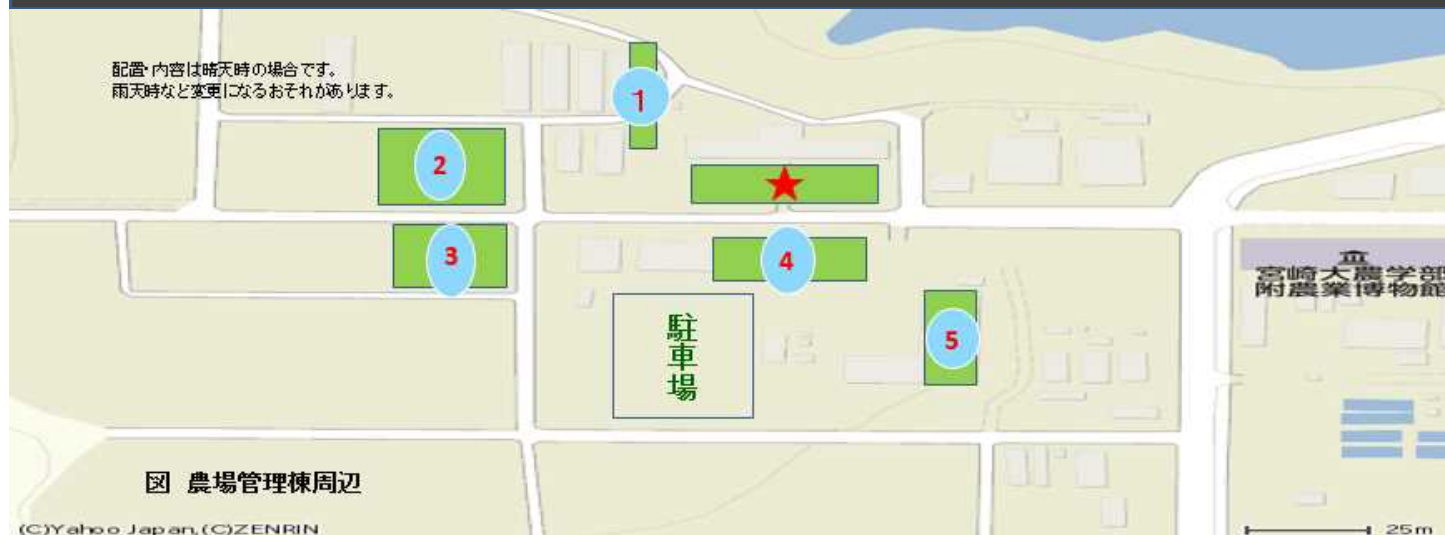 配置・内容は晴天時の場合です。
雨天時など変更になるおそれがあります。
1
2
3
4
5
駐車場
宮崎大農学部
附農業博物館
図 農場管理棟周辺
(C)Yahoo Japan,(C)ZENRIN
25m